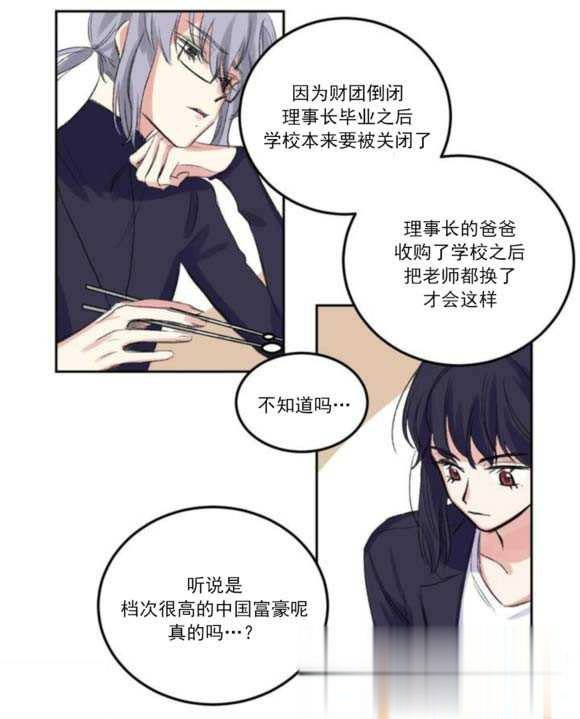 因为财团倒闭
理事长毕业之后
学校本来要被关闭了
理事长的爸爸
收购了学校之后
把老师都换了
才会这样
不知道吗…
听说是
档次很高的中国富豪呢
真的吗…?